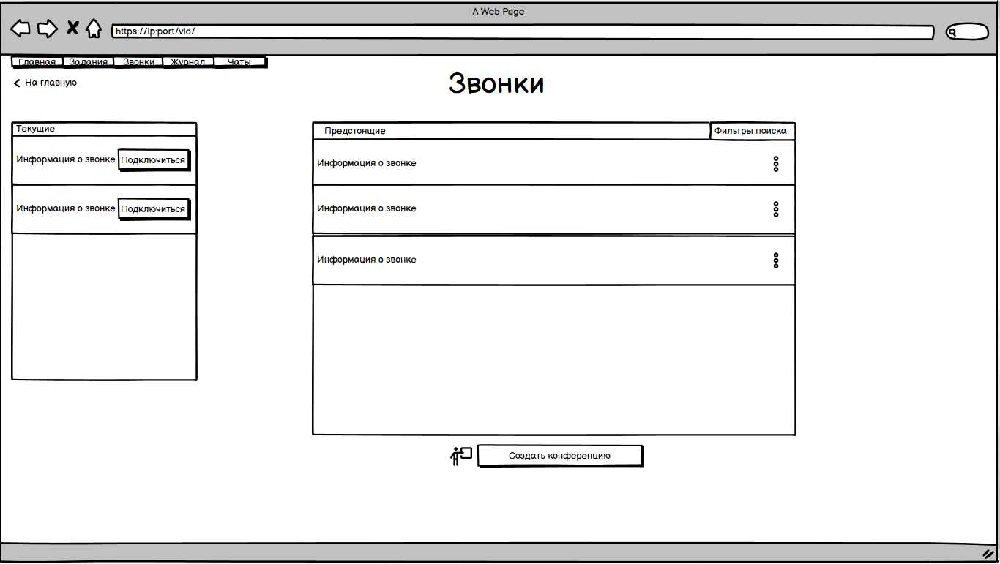 A Web Page
https://ip:port/vid/
Главная Задания Звонки Журнал Чаты
На главную
Звонки
Текущие
Информация о звонке Подключиться
Информация о звонке Подключиться
Предстоящие Фильтры поиска
Информация о звонке
Информация о звонке
Информация о звонке
Создать конференцию